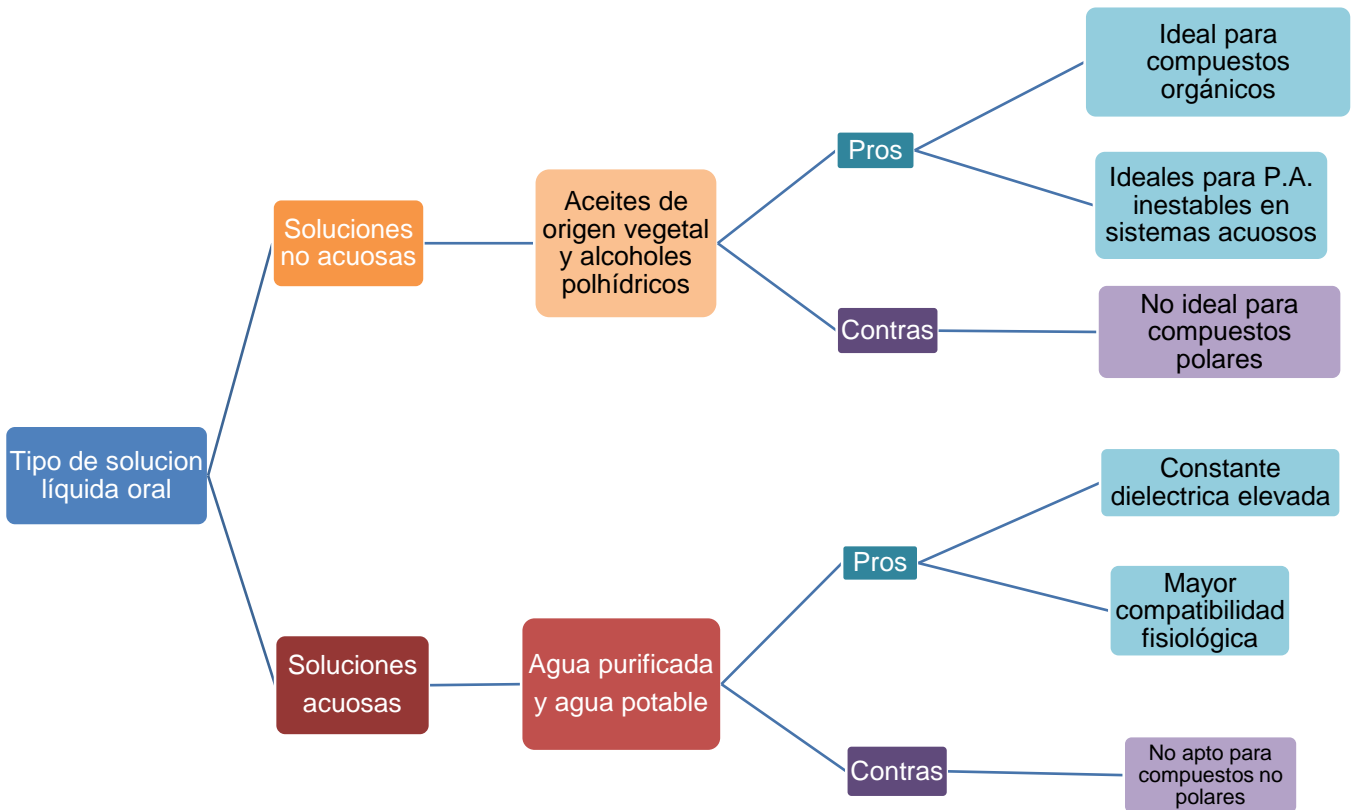 Tipo de solucion
líquida oral
Soluciones
no acuosas
Aceites de
origen vegetal
y alcoholes
polhídricos
Pros
Ideal para
compuestos
orgánicos
Ideales para P.A.
inestables en
sistemas acuosos
Contras
No ideal para
compuestos
polares
Soluciones
acuosas
Agua purificada
y agua potable
Pros
Constante
dielectrica elevada
Mayor
compatibilidad
fisiológica
Contras
No apto para
compuestos no
polares